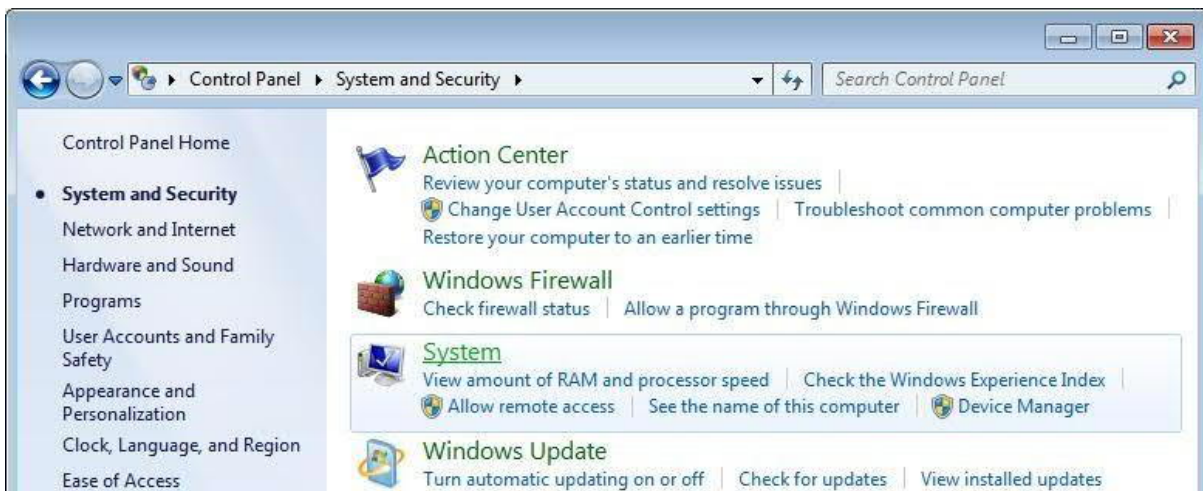 Control Panel System and Security
Search Control Panel
Control Panel Home
System and Security
Network and Internet
Hardware and Sound
Programs
User Accounts and Family
Safety
Appearance and
Personalization
Clock, Language, and Region
Ease of Access
Action Center
Review your computer's status and resolve issues
Change User Account Control settings Troubleshoot common computer problems
Restore your computer to an earlier time
Windows Firewall
Check firewall status Allow a program through Windows Firewall
System
View amount of RAM and processor speed Check the Windows Experience Index
Allow remote access See the name of this computer Device Manager
Windows Update
Turn automatic updating on or off Check for updates View installed updates